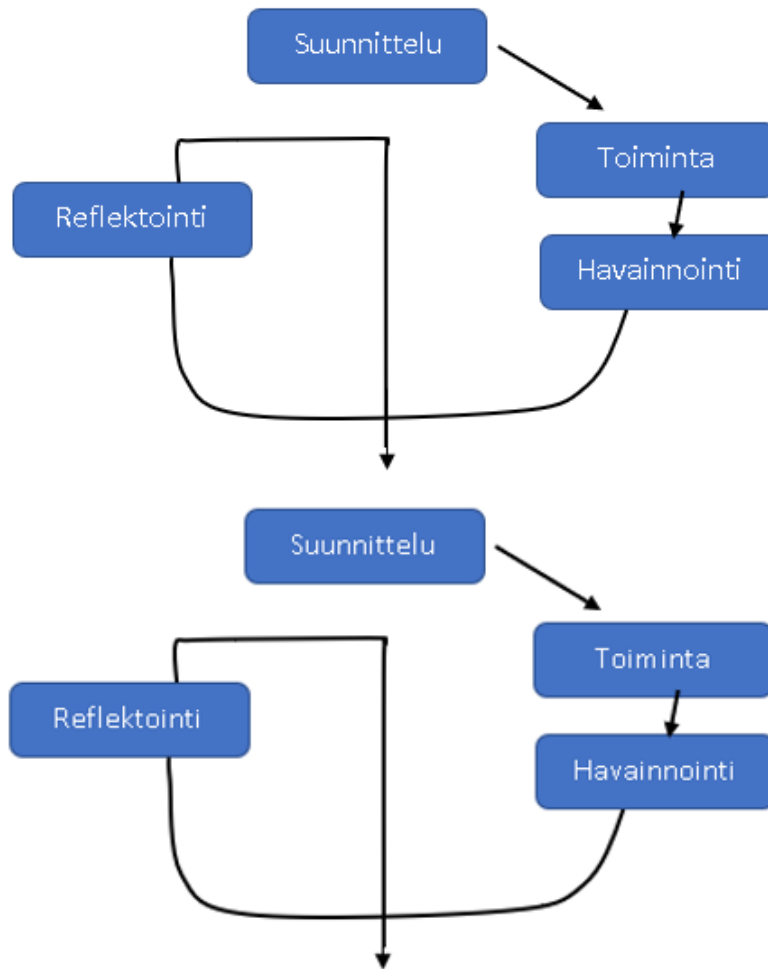 Suunnittelu
Toiminta
Reflektointi
Havainnointi
Suunnittelu
Toiminta
Reflektointi
Havainnointi